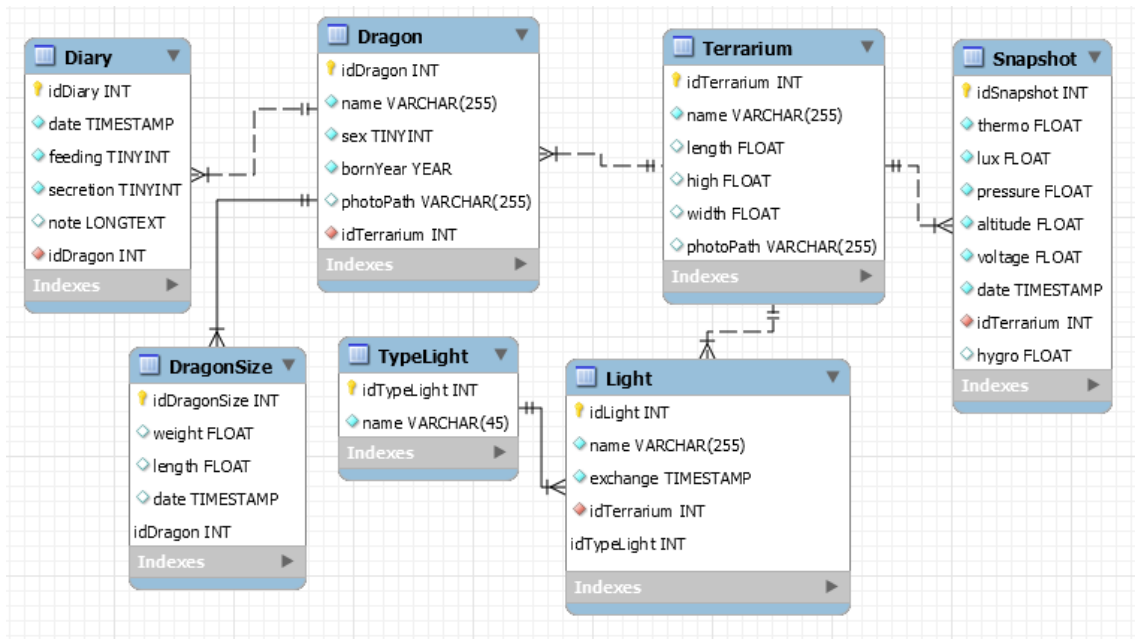 Diary
idDiary INT
date TIMESTAMP
feeding TINYINT
secretion TINYINT
note LONGTEXT
idDragon INT
Indexes
Dragon
idDragon INT
name VARCHAR(255)
sex TINYINT
bornYear YEAR
photoPath VARCHAR(255)
idTerrarium INT
Indexes
Terrarium
idTerrarium INT
name VARCHAR(255)
length FLOAT
high FLOAT
width FLOAT
photoPath VARCHAR(255)
Indexes
Snapshot
idSnapshot INT
thermo FLOAT
lux FLOAT
pressure FLOAT
altitude FLOAT
voltage FLOAT
date TIMESTAMP
idTerrarium INT
hygro FLOAT
Indexes
DragonSize
idDragonSize INT
weight FLOAT
length FLOAT
date TIMESTAMP
idDragon INT
Indexes
TypeLight
idTypeLight INT
name VARCHAR(45)
Indexes
Light
idLight INT
name VARCHAR(255)
exchange TIMESTAMP
idTerrarium INT
idTypeLight INT
Indexes